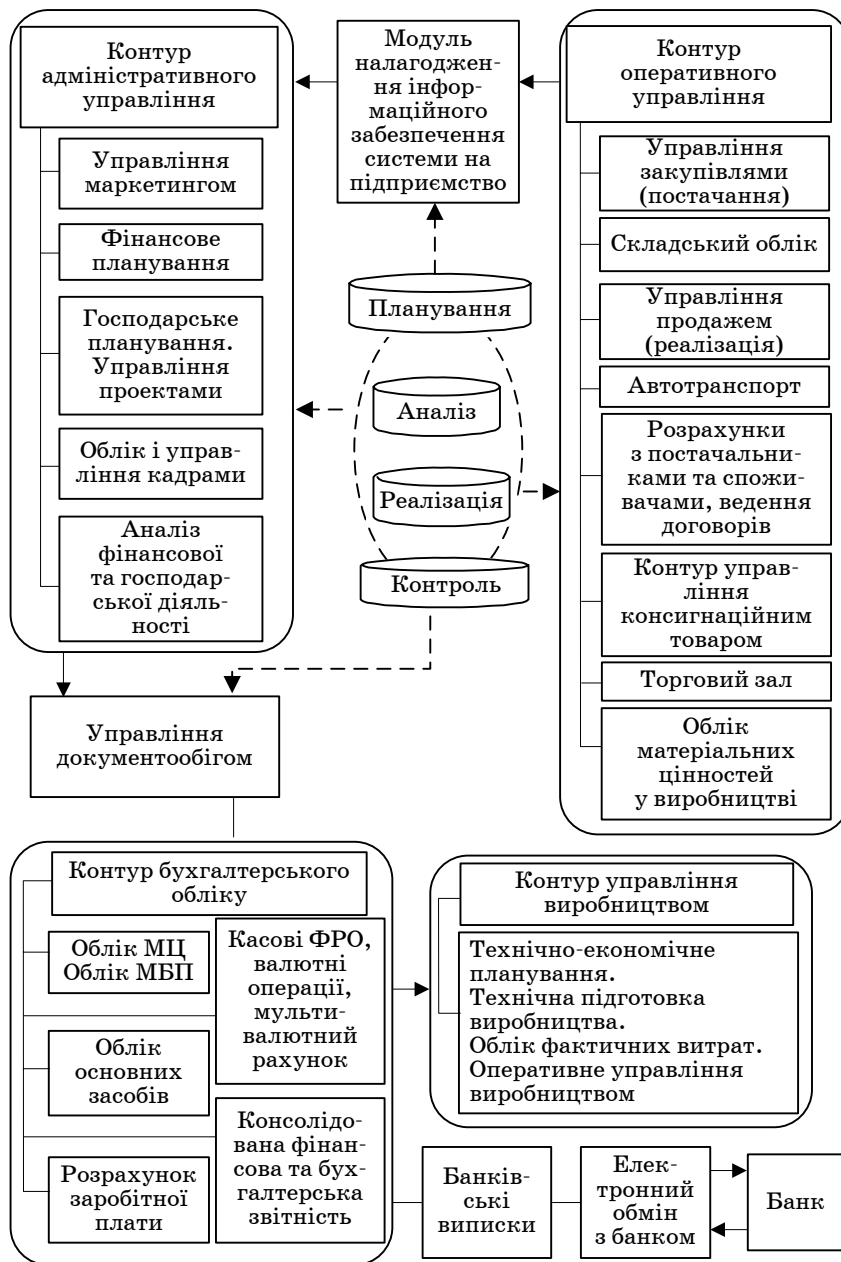 Контур
адміністративного
управління
Управління
маркетингом
Фінансове
планування
Господарське
планування.
Управління
проектами
Облік і управ-
ління кадрами
Аналіз
фінансової
та господар-
ської діяль-
ності
Модуль
налагоджен-
ня інфор-
маційного
забезпечення
системи на
підприємство
Планування
Аналіз
Реалізація
Контроль
Контур
оперативного
управління
Управління
закупівлями
(постачання)
Складський облік
Управління
продажем
(реалізація)
Автотранспорт
Розрахунки
з постачальни-
ками та спожи-
вачами, ведення
договорів
Контур управ-
ління
консигнаційним
товаром
Торговий зал
Облік
матеріальних
цінностей
у виробництві
Управління
документообігом
Контур бухгалтерського
обліку
Облік МЦ
Облік МБП
Касові ФРО,
валютні
операції,
мульти-
валютний
рахунок
Облік
основних
засобів
Консолідо-
вана фінан-
сова та бух-
галтерська
звітність
Розрахунок
заробітної
плати
Контур управління
виробництвом
Технічно-економічне
планування.
Технічна підготовка
виробництва.
Облік фактичних витрат.
Оперативне управління
виробництвом
Банків-
ські
виписки
Елек-
тронний
обмін
з банком
Банк